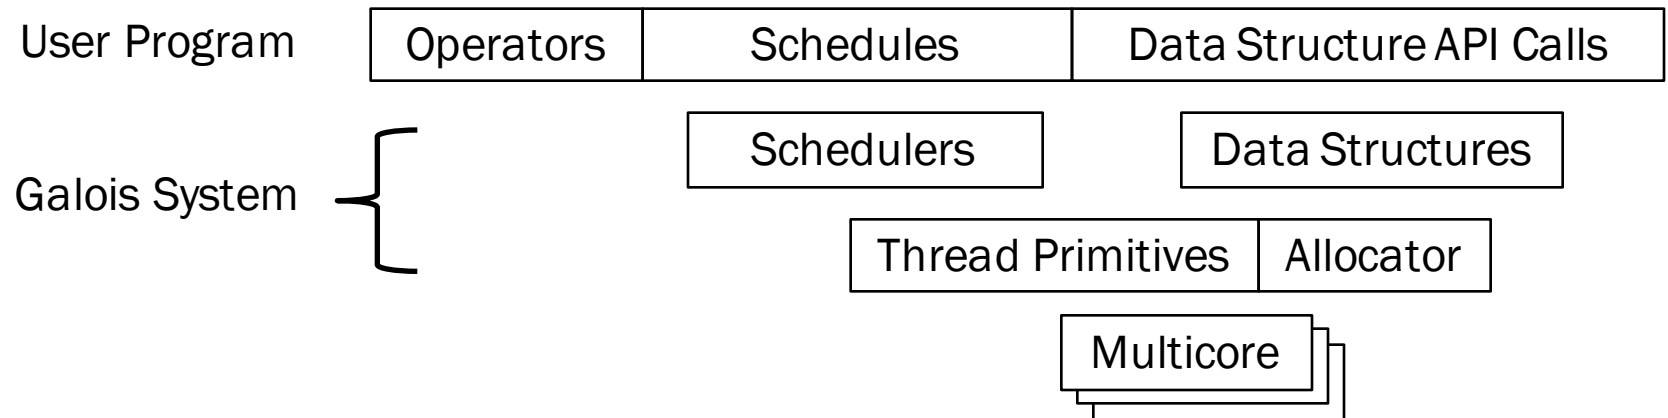 User Program Operators Schedules Data Structure API Calls
Schedulers Data Structures
Galois System
Thread Primitives Allocator
Multicore